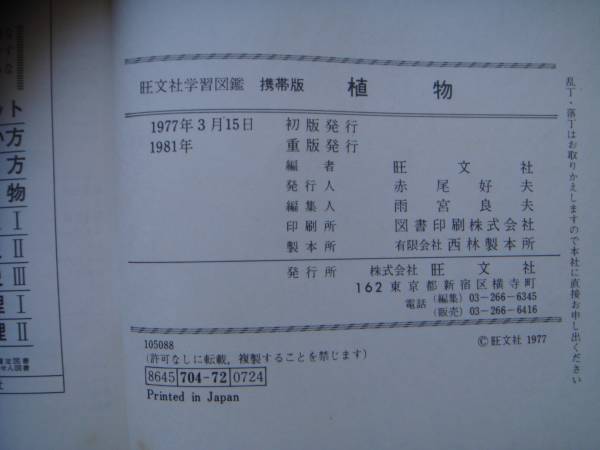 旺文社学習図鑑 携帯版 植物
1977年3月15日 初版発行
1981年 重版発行
編者 旺文社
発行人 赤尾好夫
編集人 雨宮良夫
印刷所 図書印刷株式会社
製本所 有限会社 西林製本所
発行所 株式会社 旺文社
162 東京都新宿区横寺町
電話 (編集) 03-266-6345
(販売) 03-266-6416
105088
©旺文社 1977
(許可なしに転載,複製することを禁じます)
8645 704-72 0724
Printed in Japan
乱丁・落丁はお取りかえしますので本社に直接お申し出ください
ット
い方
方
物
I
II
III
理 I
理 II